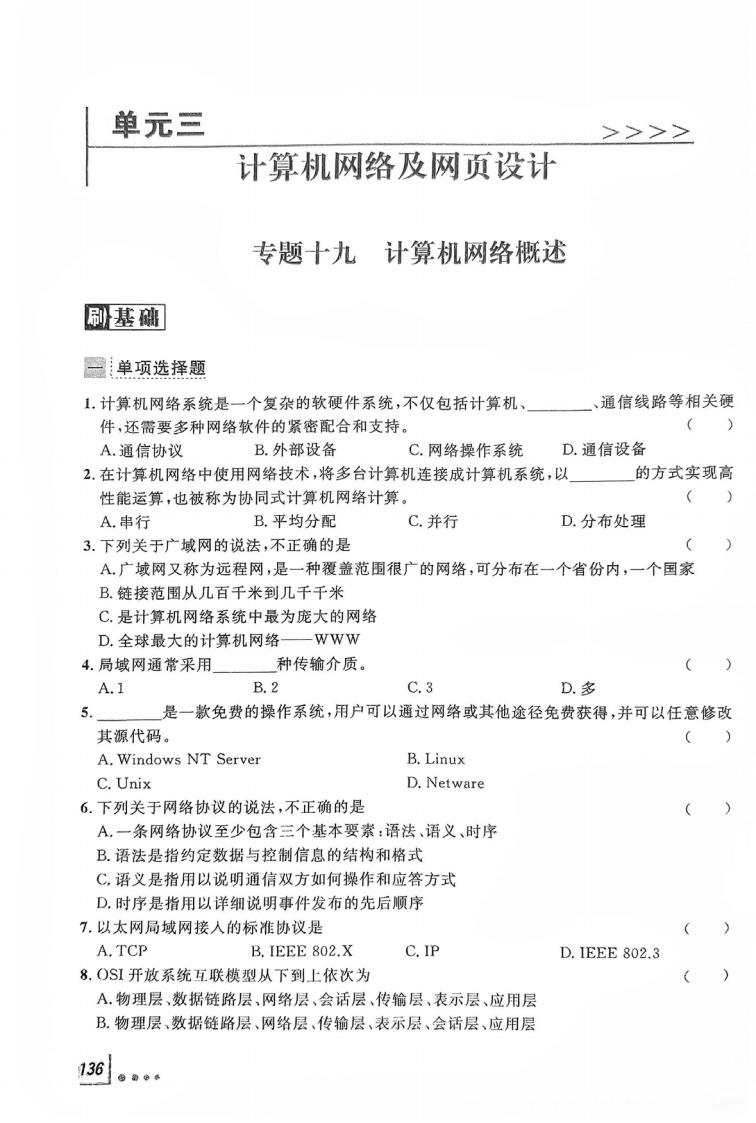 单元三
>>>>
计算机网络及网页设计
专题十九 计算机网络概述
刷基础
一 单项选择题
1. 计算机网络系统是一个复杂的软硬件系统,不仅包括计算机、________、通信线路等相关硬
件,还需要多种网络软件的紧密配合和支持。 ( )
A. 通信协议 B. 外部设备 C. 网络操作系统 D. 通信设备
2. 在计算机网络中使用网络技术,将多台计算机连接成计算机系统,以________的方式实现高
性能运算,也被称为协同式计算机网络计算。 ( )
A. 串行 B. 平均分配 C. 并行 D. 分布处理
3. 下列关于广域网的说法,不正确的是 ( )
A. 广域网又称为远程网,是一种覆盖范围很广的网络,可分布在一个省份内,一个国家
B. 链接范围从几百千米到几千千米
C. 是计算机网络系统中最为庞大的网络
D. 全球最大的计算机网络——WWW
4. 局域网通常采用________种传输介质。 ( )
A. 1 B. 2 C. 3 D. 多
5. ________是一款免费的操作系统,用户可以通过网络或其他途径免费获得,并可以任意修改
其源代码。 ( )
A. Windows NT Server B. Linux
C. Unix D. Netware
6. 下列关于网络协议的说法,不正确的是 ( )
A. 一条网络协议至少包含三个基本要素:语法、语义、时序
B. 语法是指约定数据与控制信息的结构和格式
C. 语义是指用以说明通信双方如何操作和应答方式
D. 时序是指用以详细说明事件发布的先后顺序
7. 以太网局域网接人的标准协议是 ( )
A. TCP B. IEEE 802.X C. IP D. IEEE 802.3
8. OSI 开放系统互联模型从下到上依次为 ( )
A. 物理层、数据链路层、网络层、会话层、传输层、表示层、应用层
B. 物理层、数据链路层、网络层、传输层、表示层、会话层、应用层
136